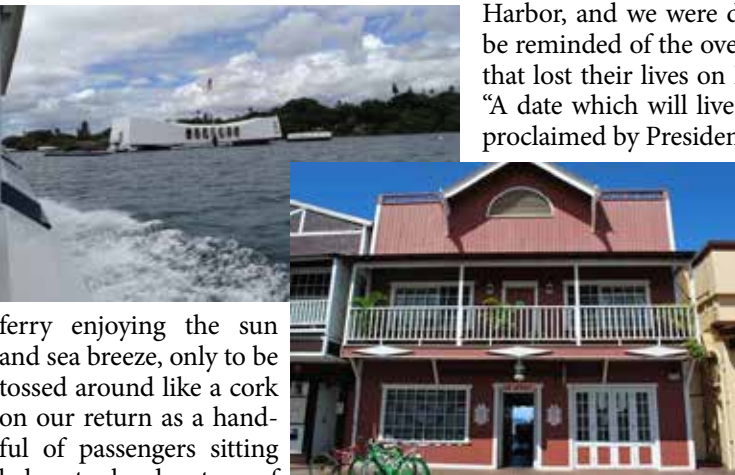 Harbor, and we were
be reminded of the
that lost their lives on
“A date which will live
proclaimed by
ferry enjoying the sun
and sea breeze, only to be
tossed around like a cork
on our return as a hand-
ful of passengers sitting